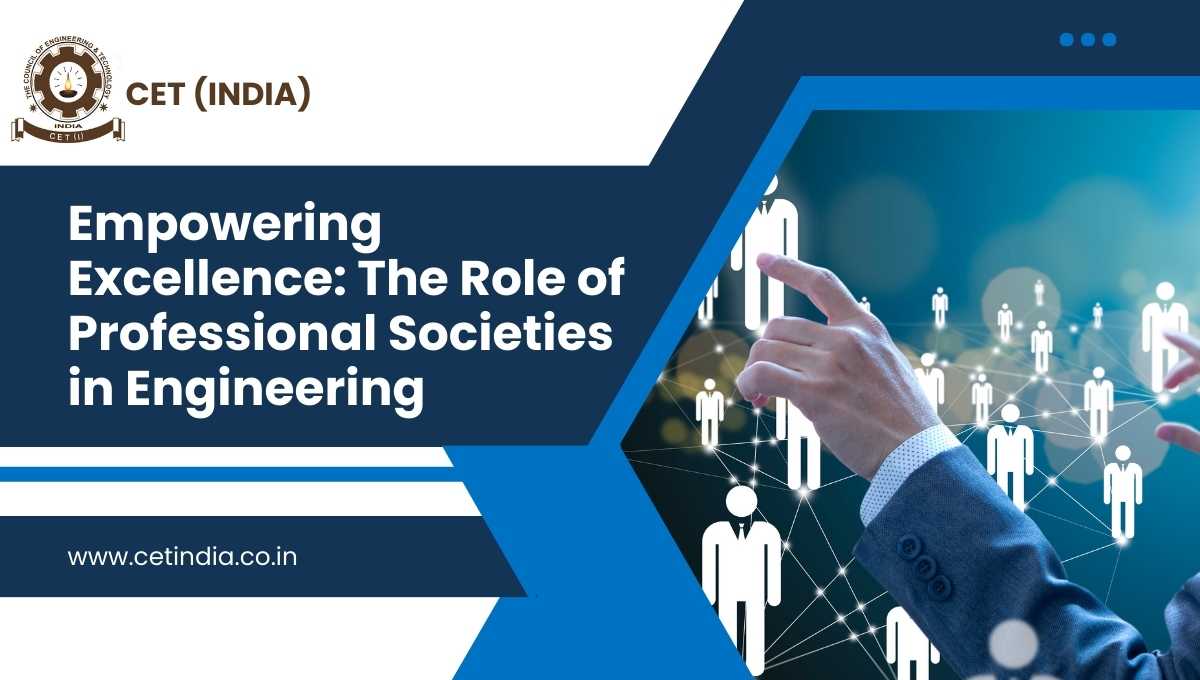 THE COUNCIL OF ENGINEERING & TECHNOLOGY
INDIA
CET (I)
CET (INDIA)
Empowering
Excellence: The Role of
Professional Societies
in Engineering
www.cetindia.co.in